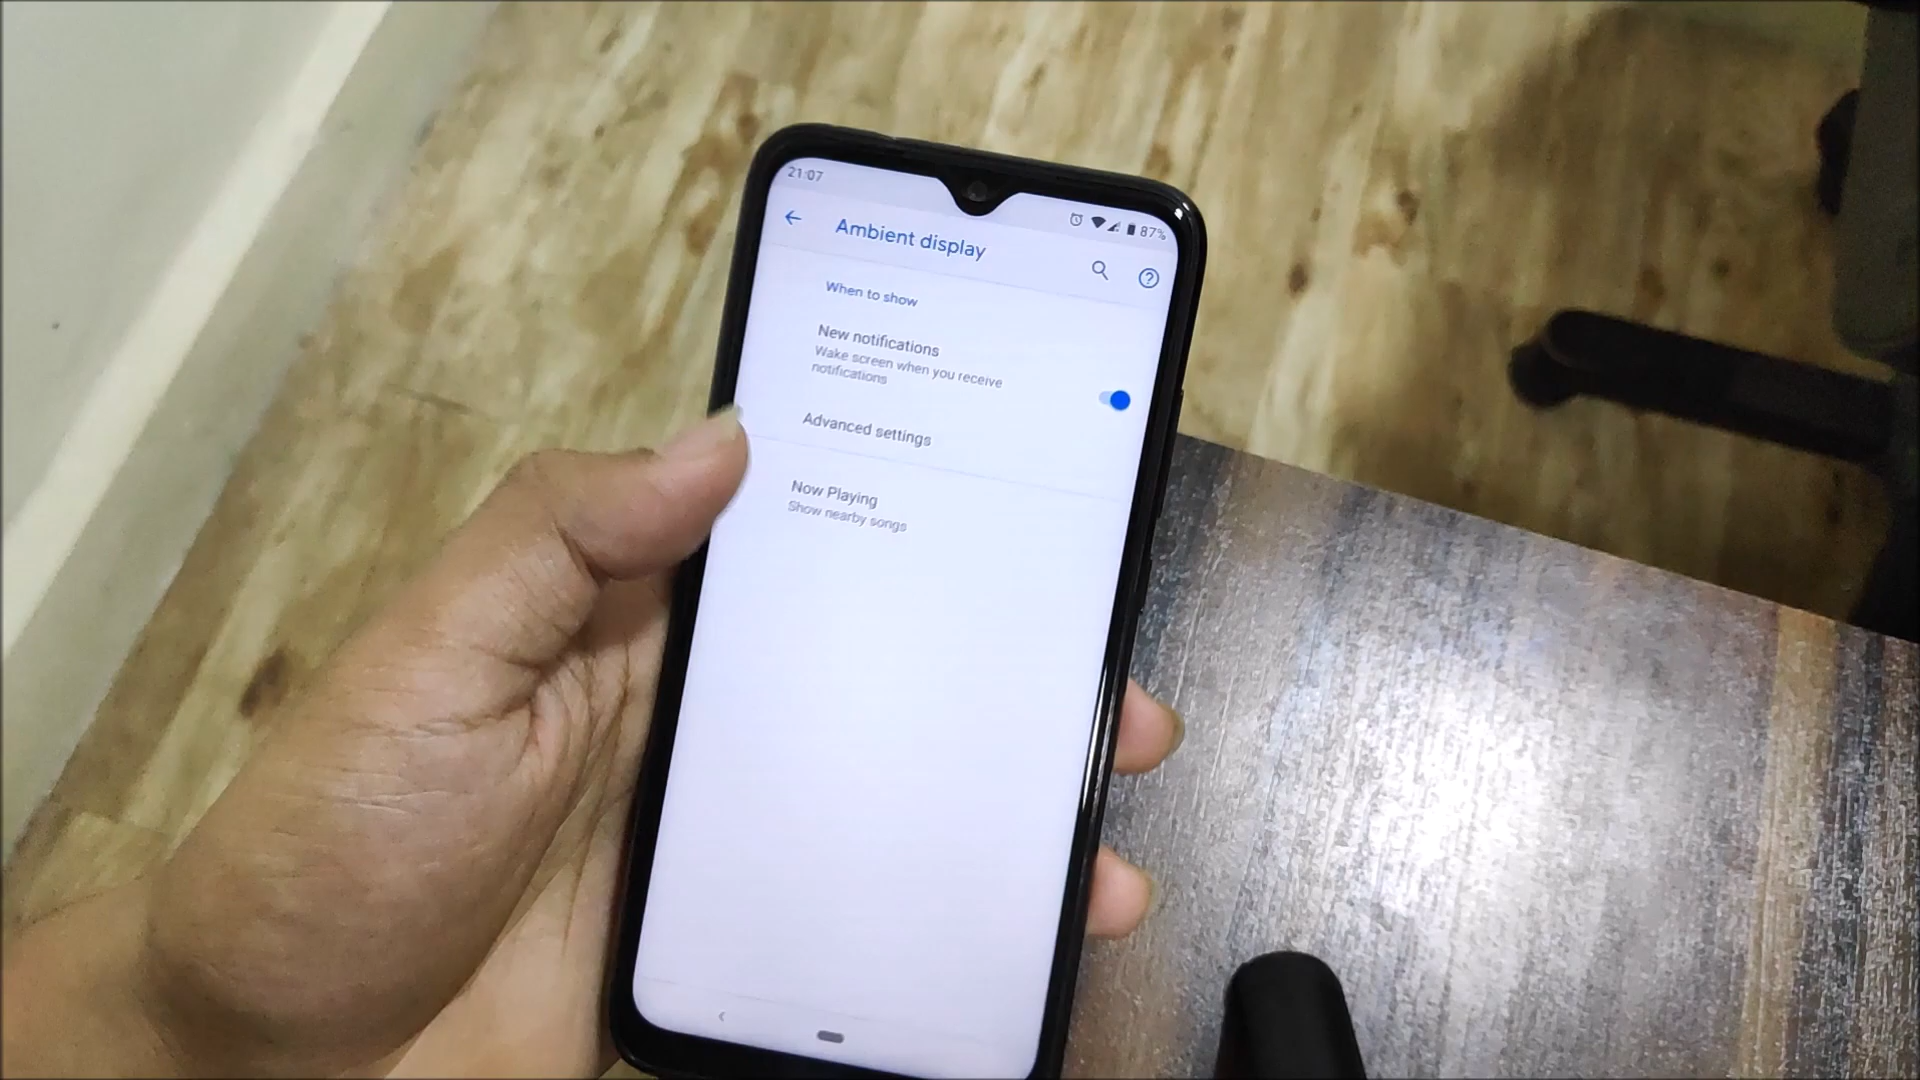 21:07
87%
Ambient display
When to show
New notifications
Wake screen when you receive
notifications
Advanced settings
Now Playing
Show nearby songs